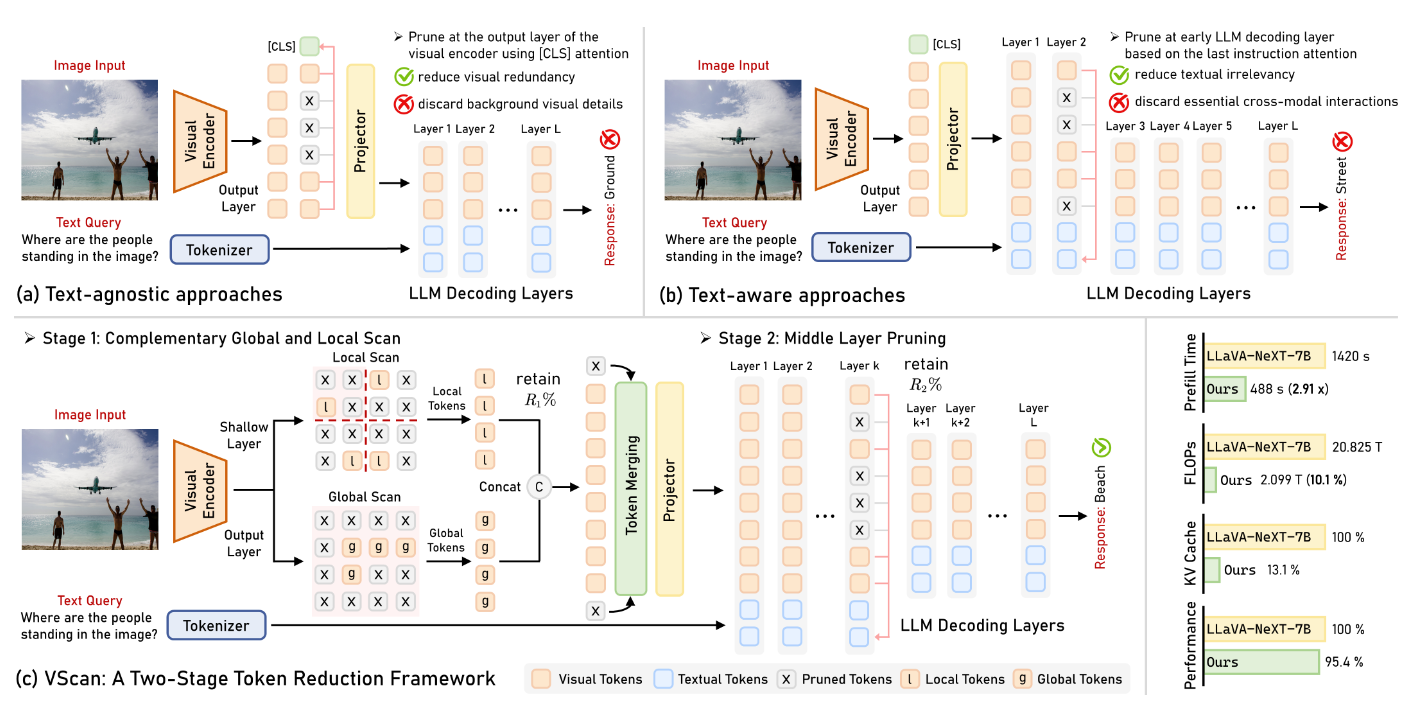 Image Input
Visual Encoder
Output Layer
[CLS]
X
X
X
Projector
➢ Prune at the output layer of the
visual encoder using [CLS] attention
reduce visual redundancy
discard background visual details
Layer 1 Layer 2 Layer L
...
Response: Ground
Text Query
Where are the people
standing in the image?
Tokenizer
(a) Text-agnostic approaches
LLM Decoding Layers
Image Input
Visual Encoder
Output Layer
[CLS]
Projector
Layer 1 Layer 2
X
X
X
➢ Prune at early LLM decoding layer
based on the last instruction attention
reduce textual irrelevancy
discard essential cross-modal interactions
Layer 3 Layer 4 Layer 5 Layer L
...
Response: Street
Text Query
Where are the people
standing in the image?
Tokenizer
(b) Text-aware approaches
LLM Decoding Layers
➢ Stage 1: Complementary Global and Local Scan
Image Input
Visual Encoder
Shallow Layer
Output Layer
Local Scan
X X l X
l X X X
X X X X
X l l X
Local Tokens
l
l
l
l
Global Scan
X X X X
X g g g
X g X X
X X X X
Global Tokens
g
g
g
g
retain
R₁%
Concat C
X
X
Token Merging
Projector
Text Query
Where are the people
standing in the image?
Tokenizer
➢ Stage 2: Middle Layer Pruning
Layer 1 Layer 2 Layer k
...
X
X
X
X
retain
R₂%
Layer k+1
Layer k+2
Layer L
...
Response: Beach
LLM Decoding Layers
(c) VScan: A Two-Stage Token Reduction Framework
Visual Tokens Textual Tokens X Pruned Tokens l Local Tokens g Global Tokens
Prefill Time
LLaVA-NeXT-7B 1420 s
Ours 488 s (2.91 x)
FLOPs
LLaVA-NeXT-7B 20.825 T
Ours 2.099 T (10.1 %)
KV Cache
LLaVA-NeXT-7B 100 %
Ours 13.1 %
Performance
LLaVA-NeXT-7B 100 %
Ours 95.4 %